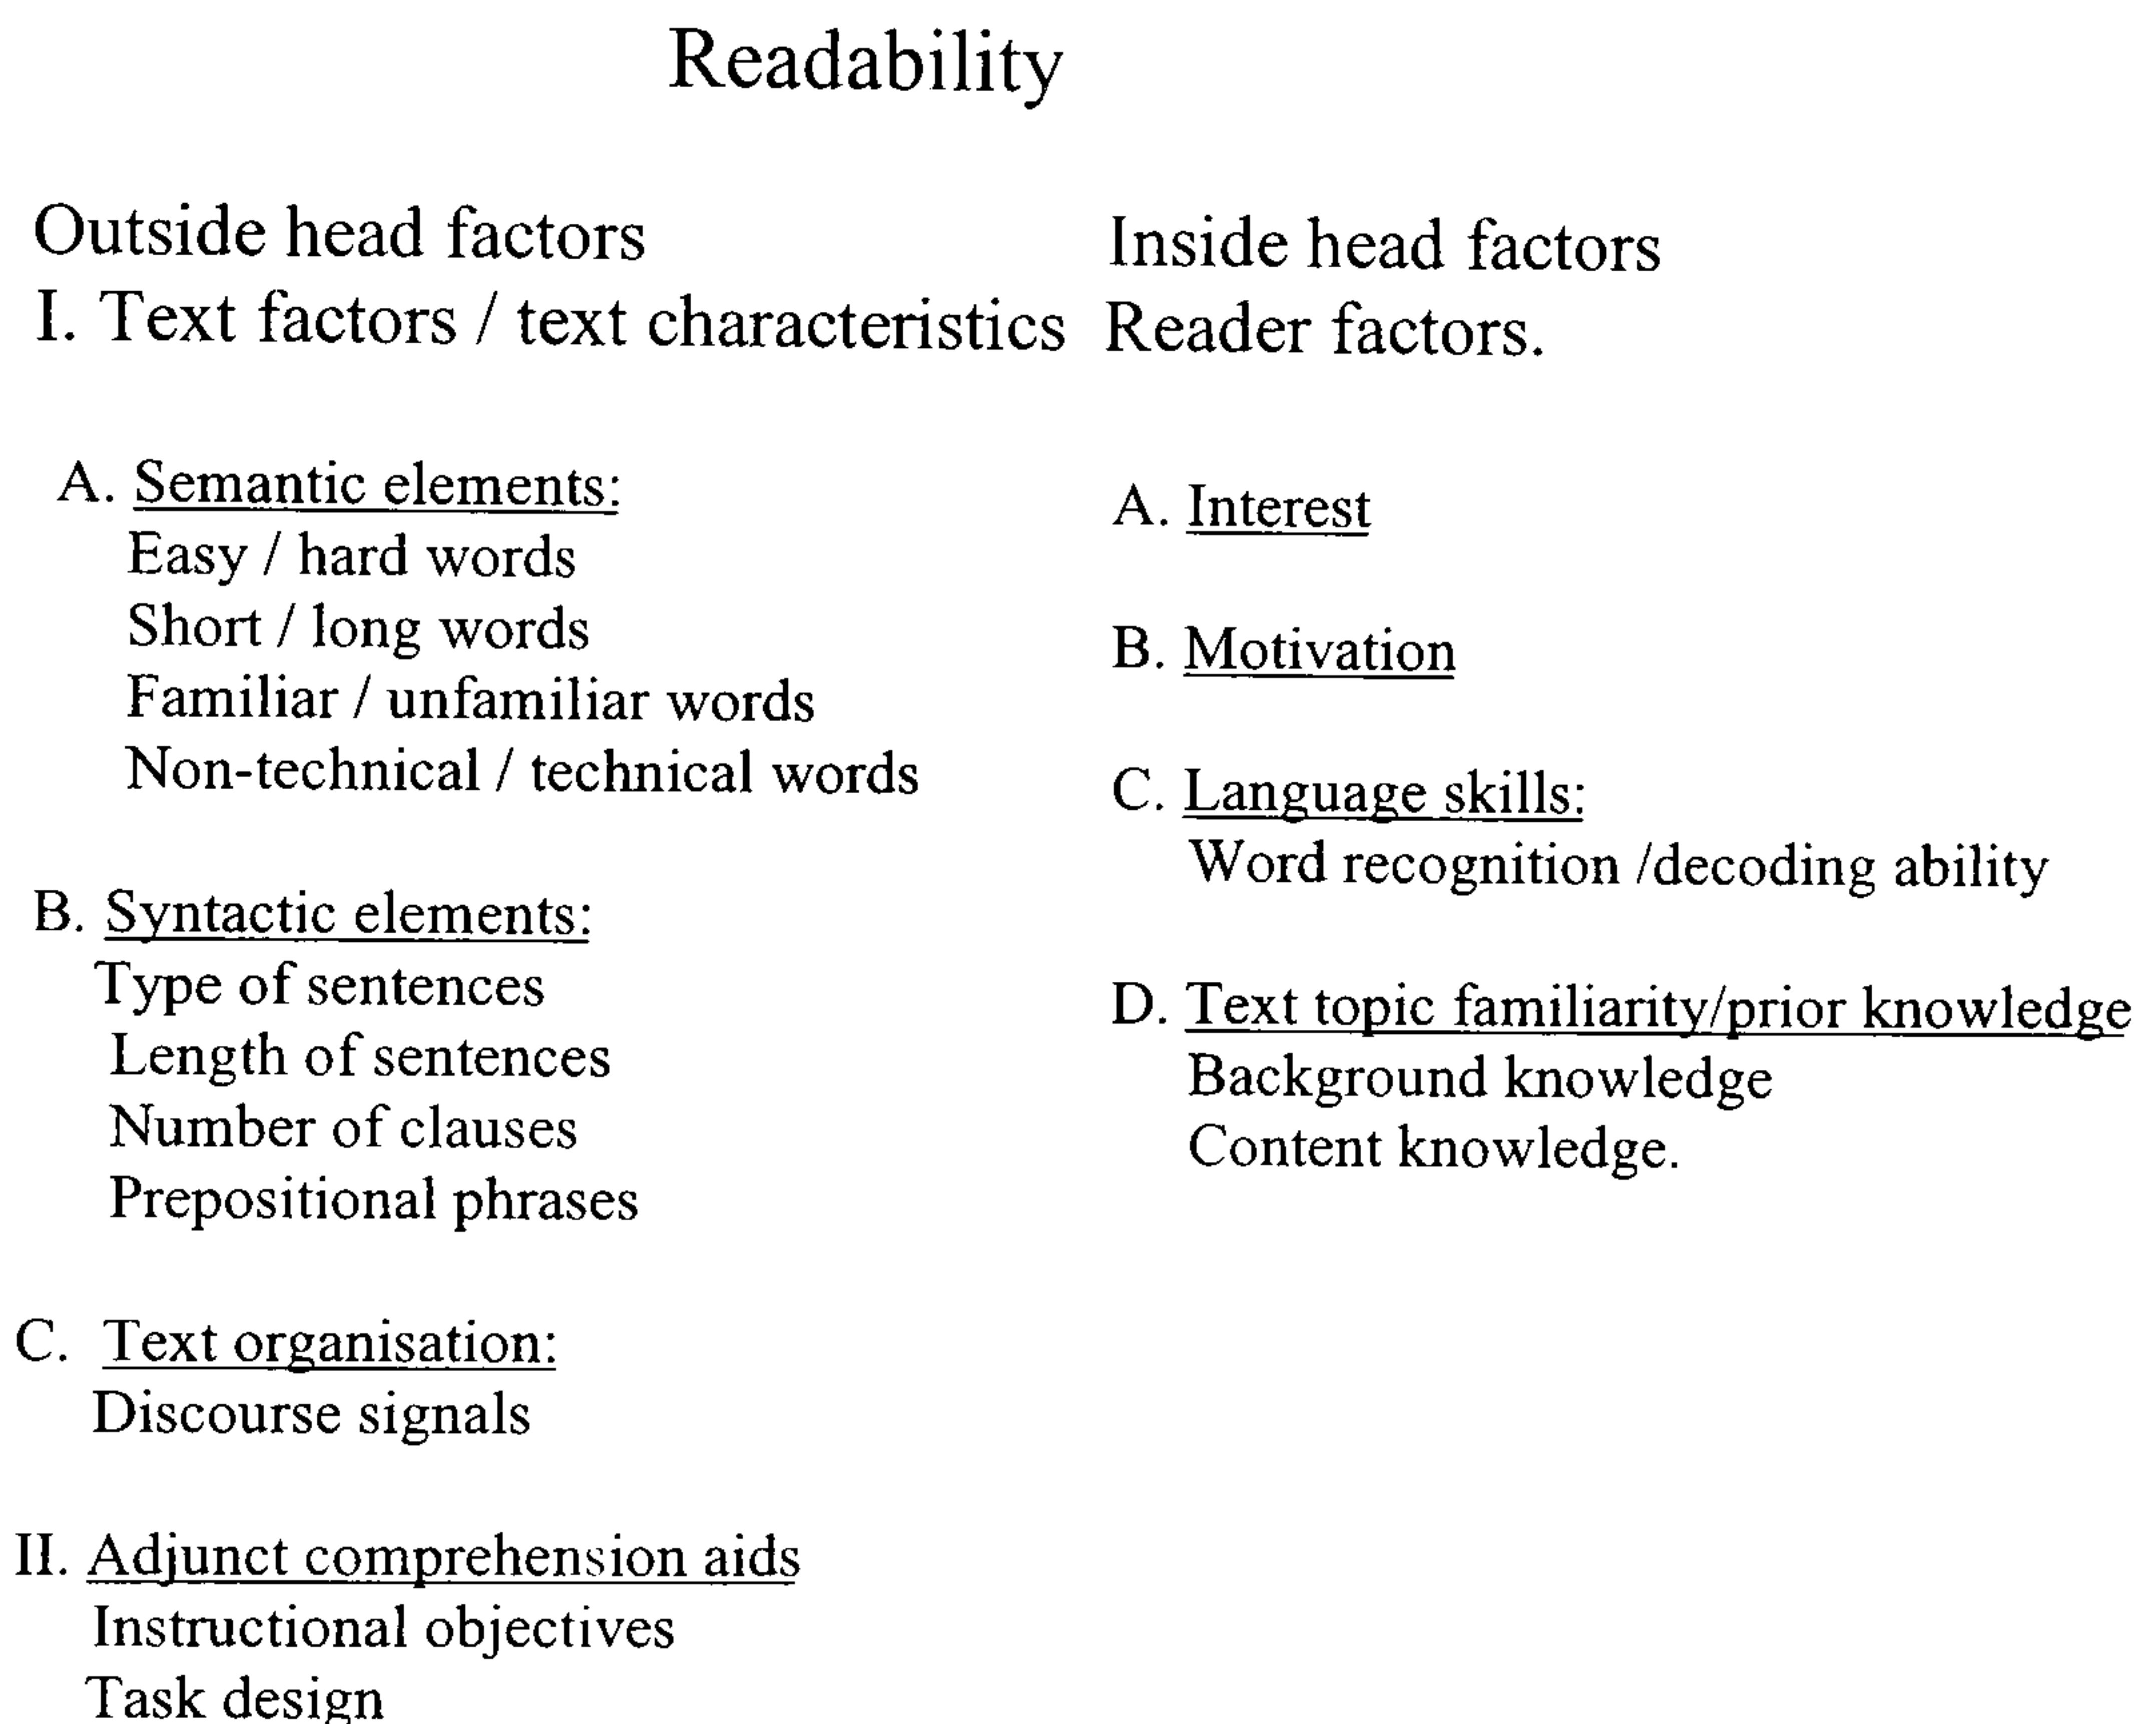 Readability
Outside head factors
I. Text factors / text characteristics
A. Semantic elements:
Easy / hard words
Short / long words
Familiar / unfamiliar words
Non-technical / technical words
B. Syntactic elements:
Type of sentences
Length of sentences
Number of clauses
Prepositional phrases
C. Text organisation:
Discourse signals
II. Adjunct comprehension aids
Instructional objectives
Task design
Inside head factors
Reader factors.
A. Interest
B. Motivation
C. Language skills:
Word recognition /decoding ability
D. Text topic familiarity/prior knowledge
Background knowledge
Content knowledge.